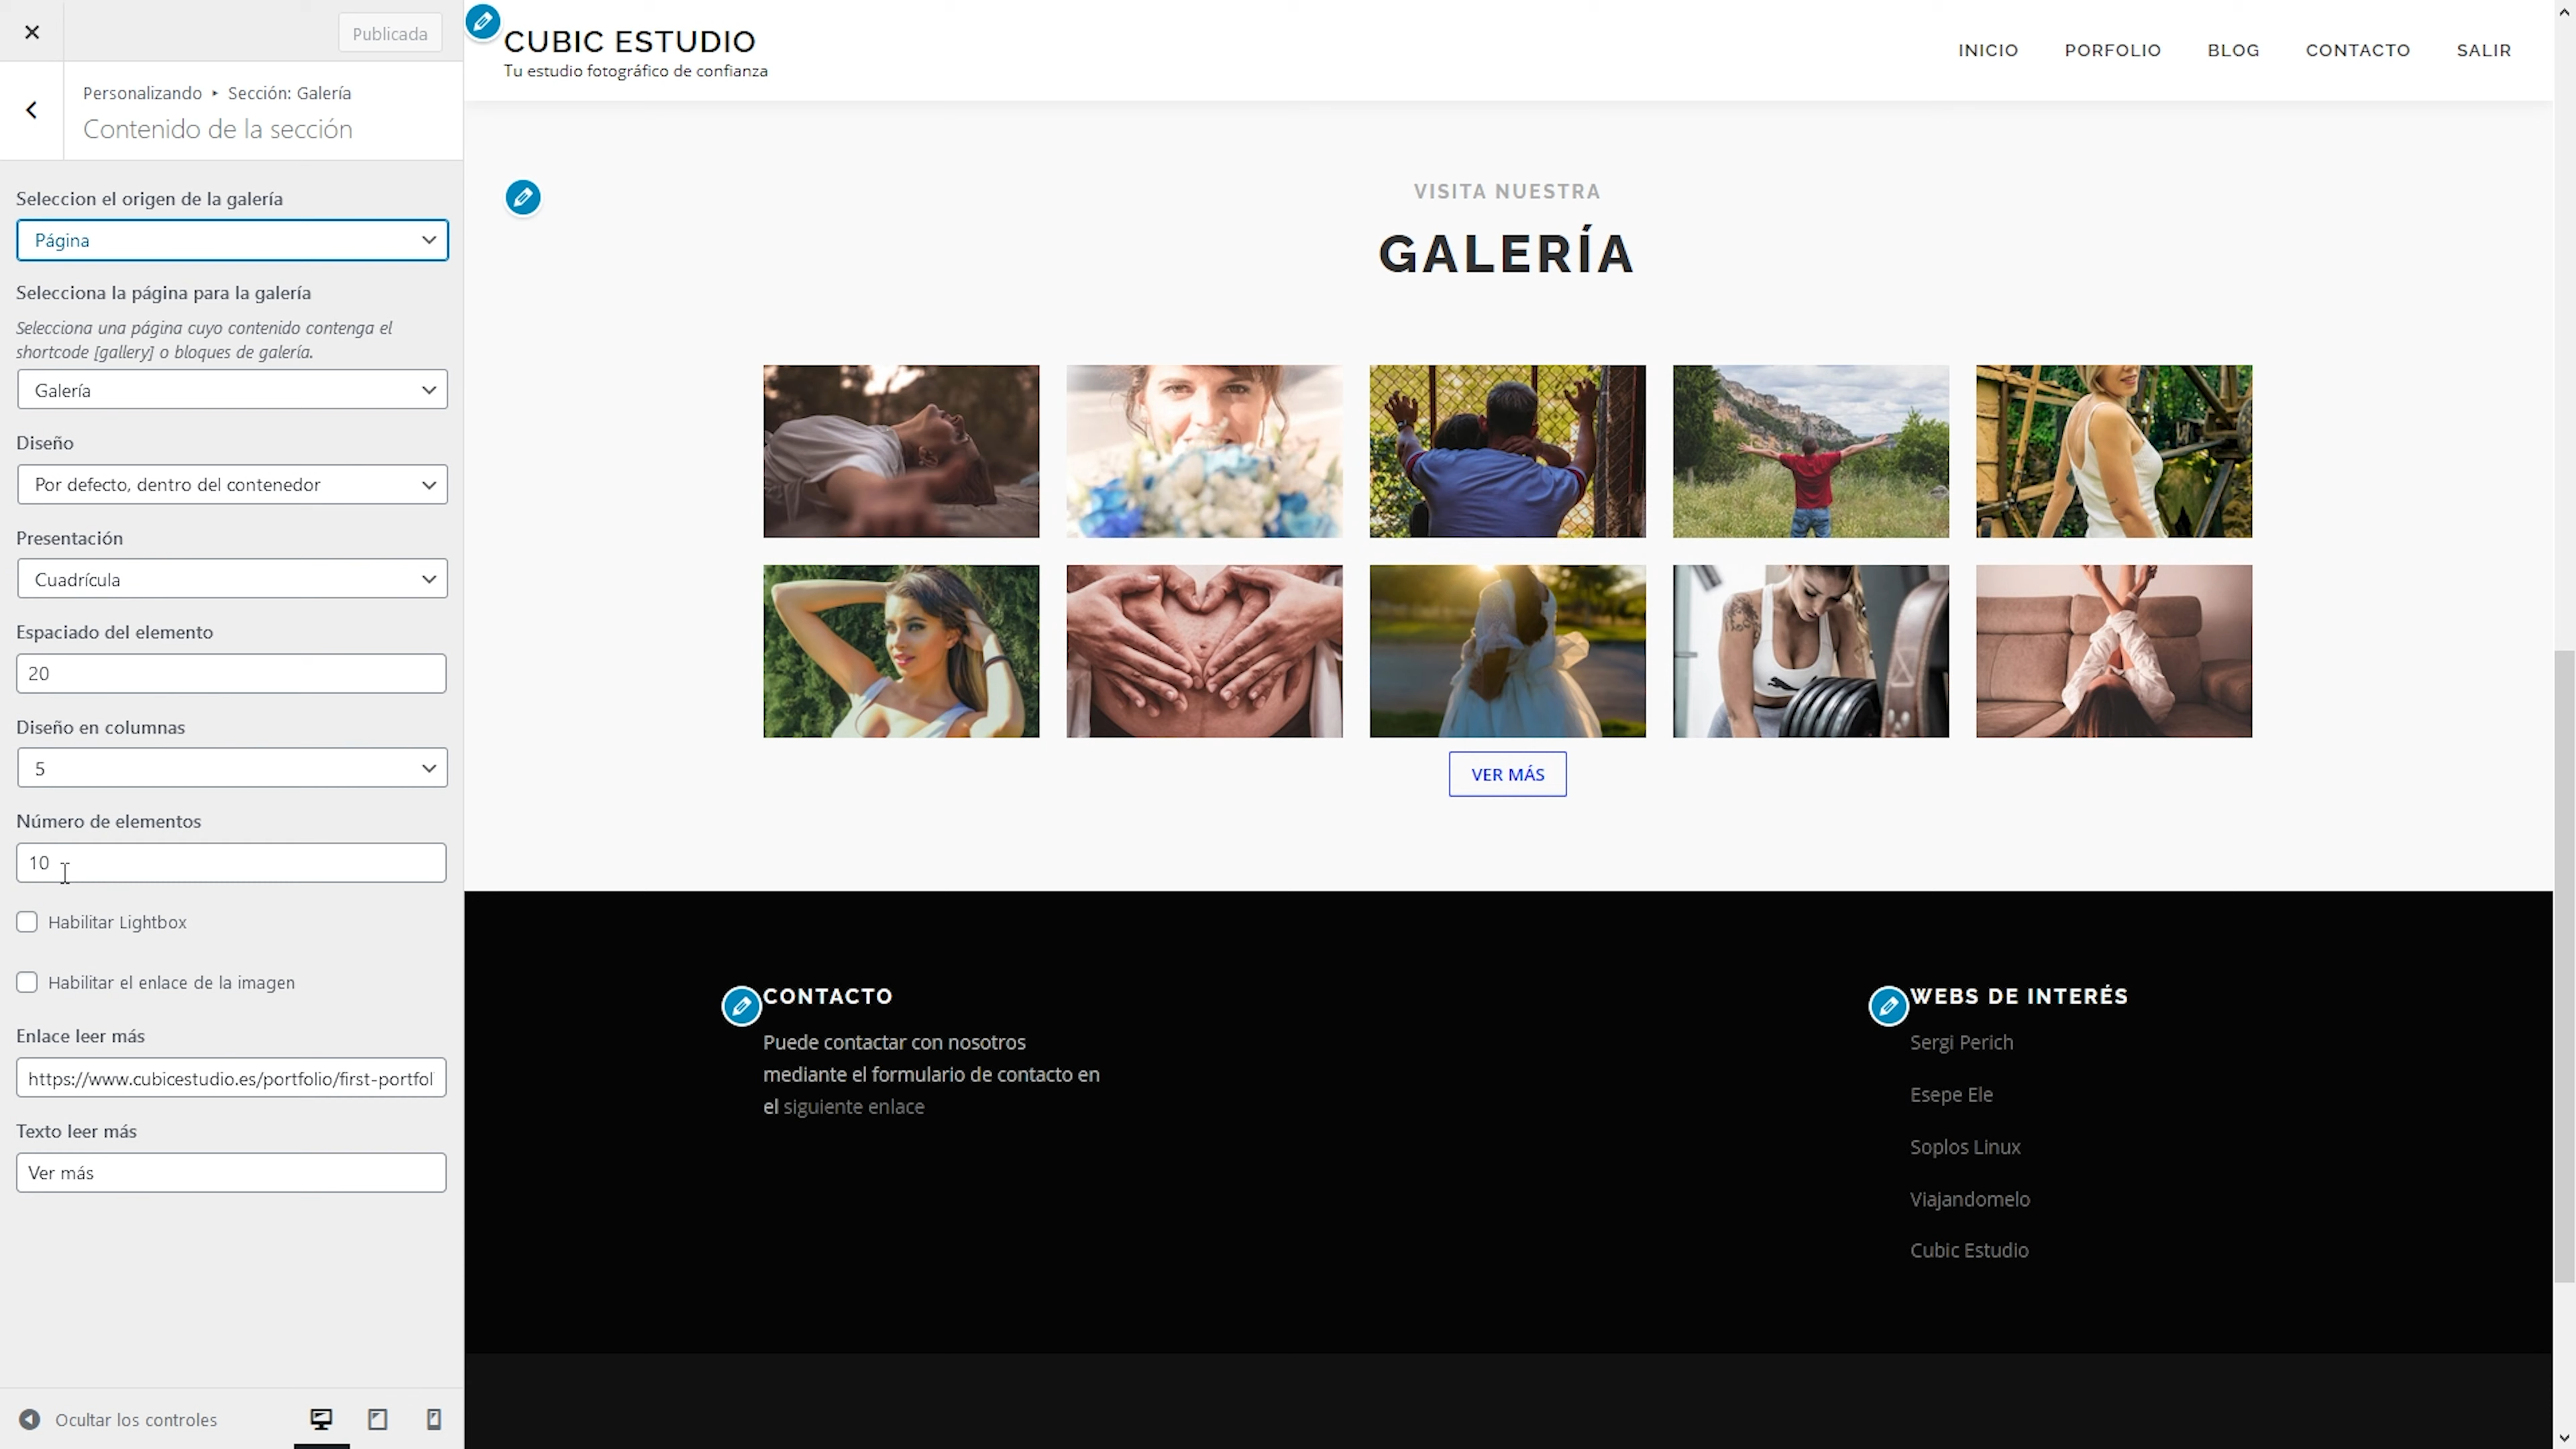 Publicada
Personalizando ▸ Sección: Galería
Contenido de la sección
Seleccion el origen de la galería
Página
Selecciona la página para la galería
Selecciona una página cuyo contenido contenga el
shortcode [gallery] o bloques de galería.
Galería
Diseño
Por defecto, dentro del contenedor
Presentación
Cuadrícula
Espaciado del elemento
20
Diseño en columnas
5
Número de elementos
10
Habilitar Lightbox
Habilitar el enlace de la imagen
Enlace leer más
https://www.cubicestudio.es/portfolio/first-portfol
Texto leer más
Ver más
Ocultar los controles
CUBIC ESTUDIO
Tu estudio fotográfico de confianza
INICIO PORFOLIO BLOG CONTACTO SALIR
VISITA NUESTRA
GALERÍA
VER MÁS
CONTACTO
Puede contactar con nosotros
mediante el formulario de contacto en
el siguiente enlace
WEBS DE INTERÉS
Sergi Perich
Esepe Ele
Soplos Linux
Viajandomelo
Cubic Estudio